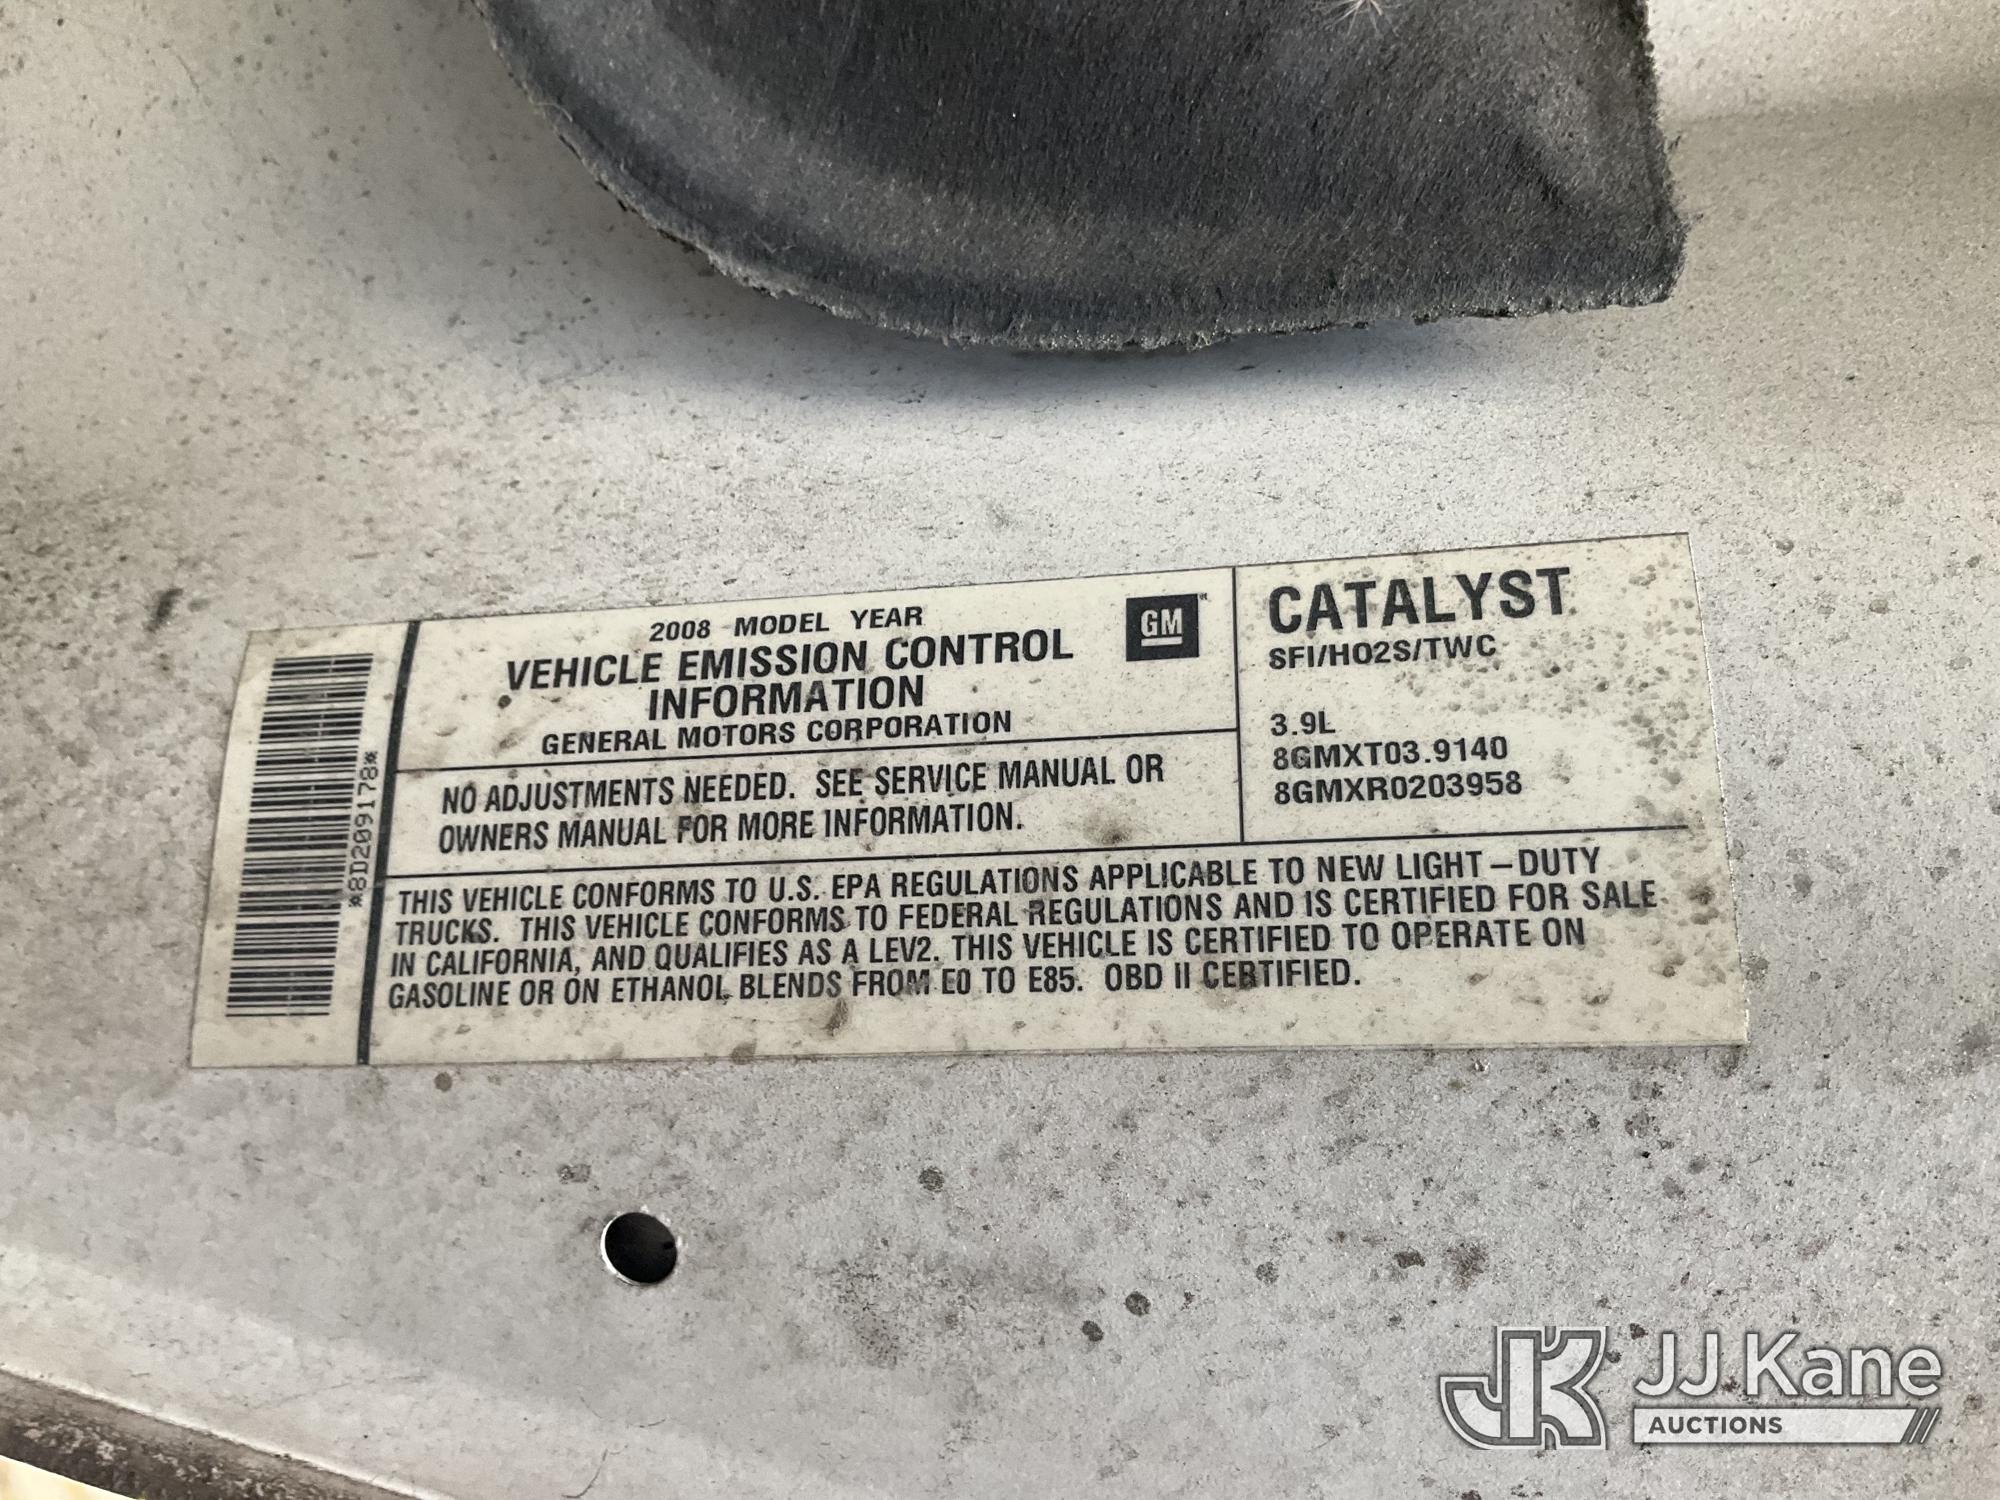 *8D209178*
2008 MODEL YEAR
VEHICLE EMISSION CONTROL
INFORMATION
GENERAL MOTORS CORPORATION
GM
NO ADJUSTMENTS NEEDED. SEE SERVICE MANUAL OR
OWNERS MANUAL FOR MORE INFORMATION.
CATALYST
SFI/HO2S/TWC
3.9L
8GMXT03.9140
8GMXR0203958
THIS VEHICLE CONFORMS TO U.S. EPA REGULATIONS APPLICABLE TO NEW LIGHT-DUTY
TRUCKS. THIS VEHICLE CONFORMS TO FEDERAL REGULATIONS AND IS CERTIFIED FOR SALE
IN CALIFORNIA, AND QUALIFIES AS A LEV2. THIS VEHICLE IS CERTIFIED TO OPERATE ON
GASOLINE OR ON ETHANOL BLENDS FROM E0 TO E85. OBD II CERTIFIED.
JK JJ Kane
AUCTIONS